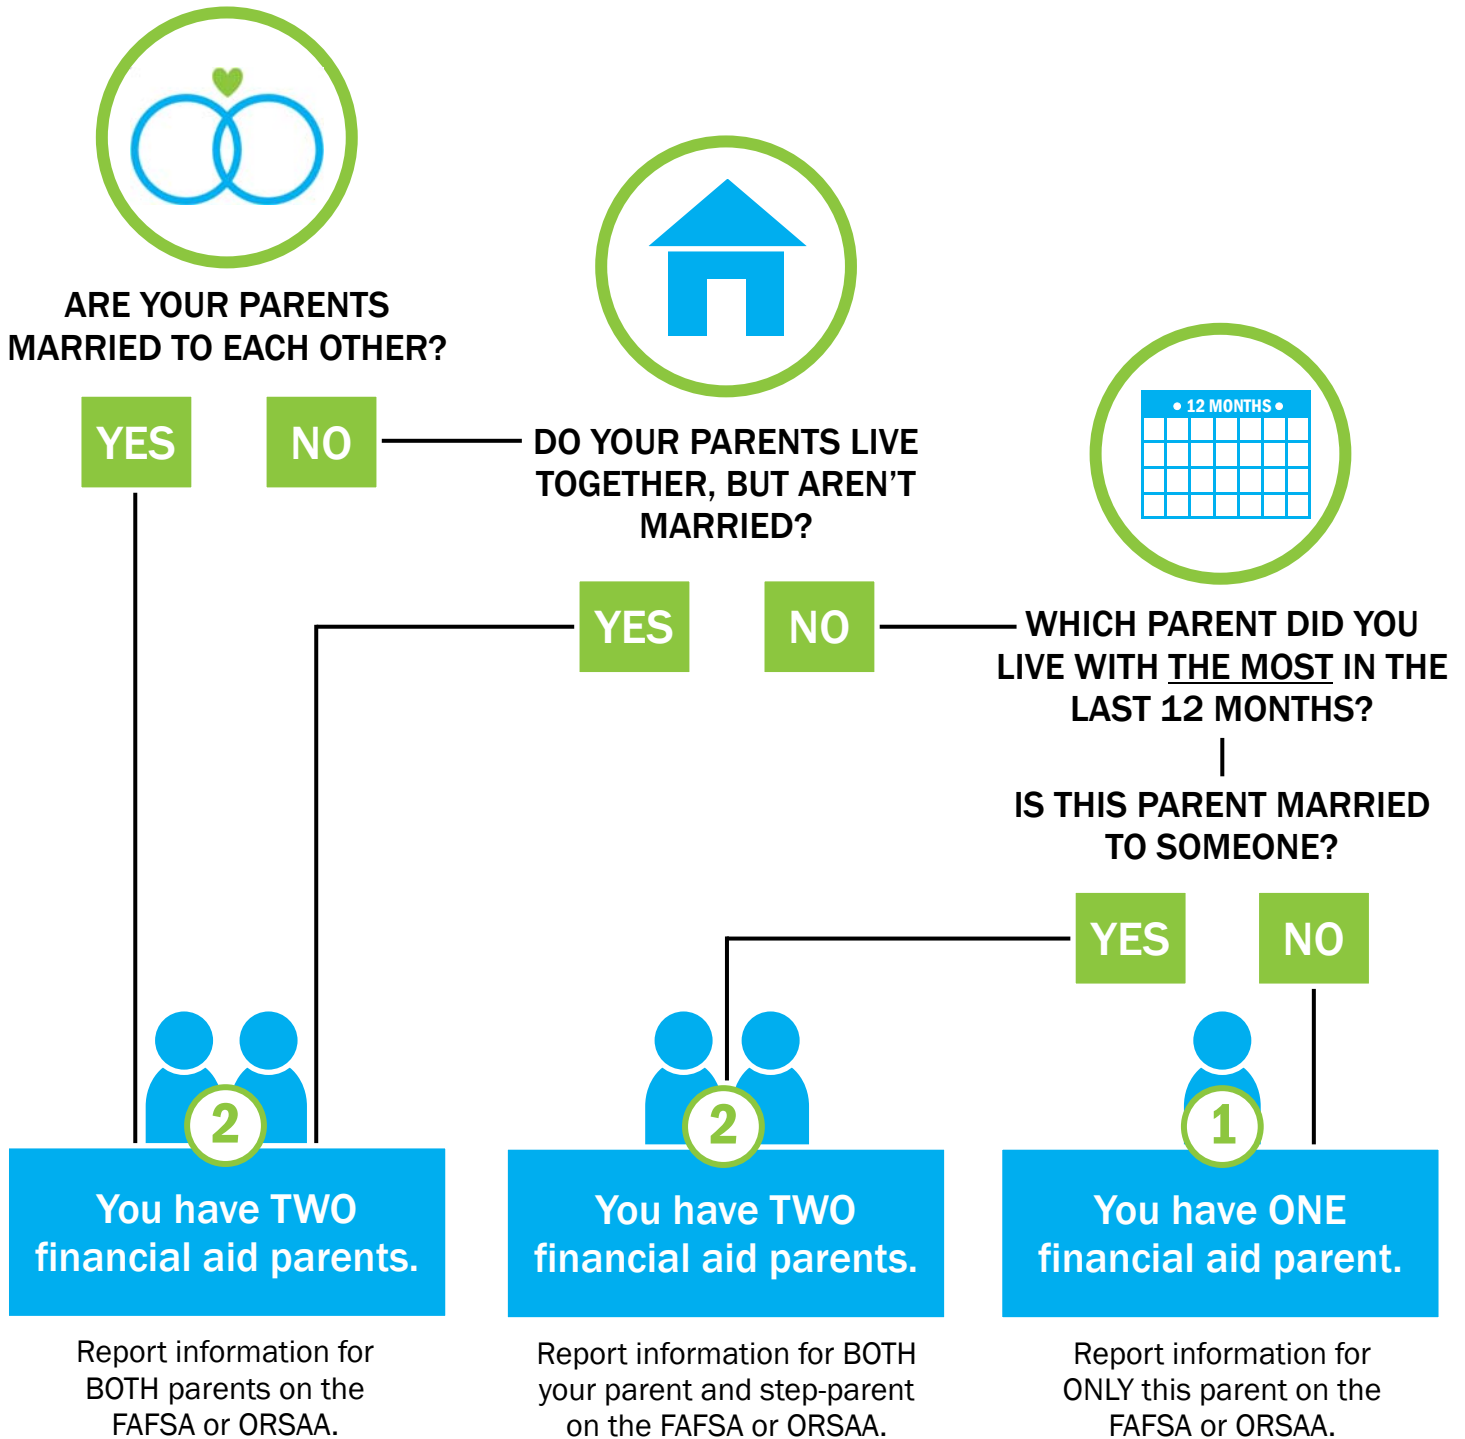 ARE YOUR PARENTS
MARRIED TO EACH OTHER?
YES
NO
DO YOUR PARENTS LIVE
TOGETHER, BUT AREN'T
MARRIED?
YES
NO
• 12 MONTHS •
WHICH PARENT DID YOU
LIVE WITH THE MOST IN THE
LAST 12 MONTHS?
IS THIS PARENT MARRIED
TO SOMEONE?
YES
NO
2
You have TWO
financial aid parents.
Report information for
BOTH parents on the
FAFSA or ORSAA.
2
You have TWO
financial aid parents.
Report information for BOTH
your parent and step-parent
on the FAFSA or ORSAA.
1
You have ONE
financial aid parent.
Report information for
ONLY this parent on the
FAFSA or ORSAA.